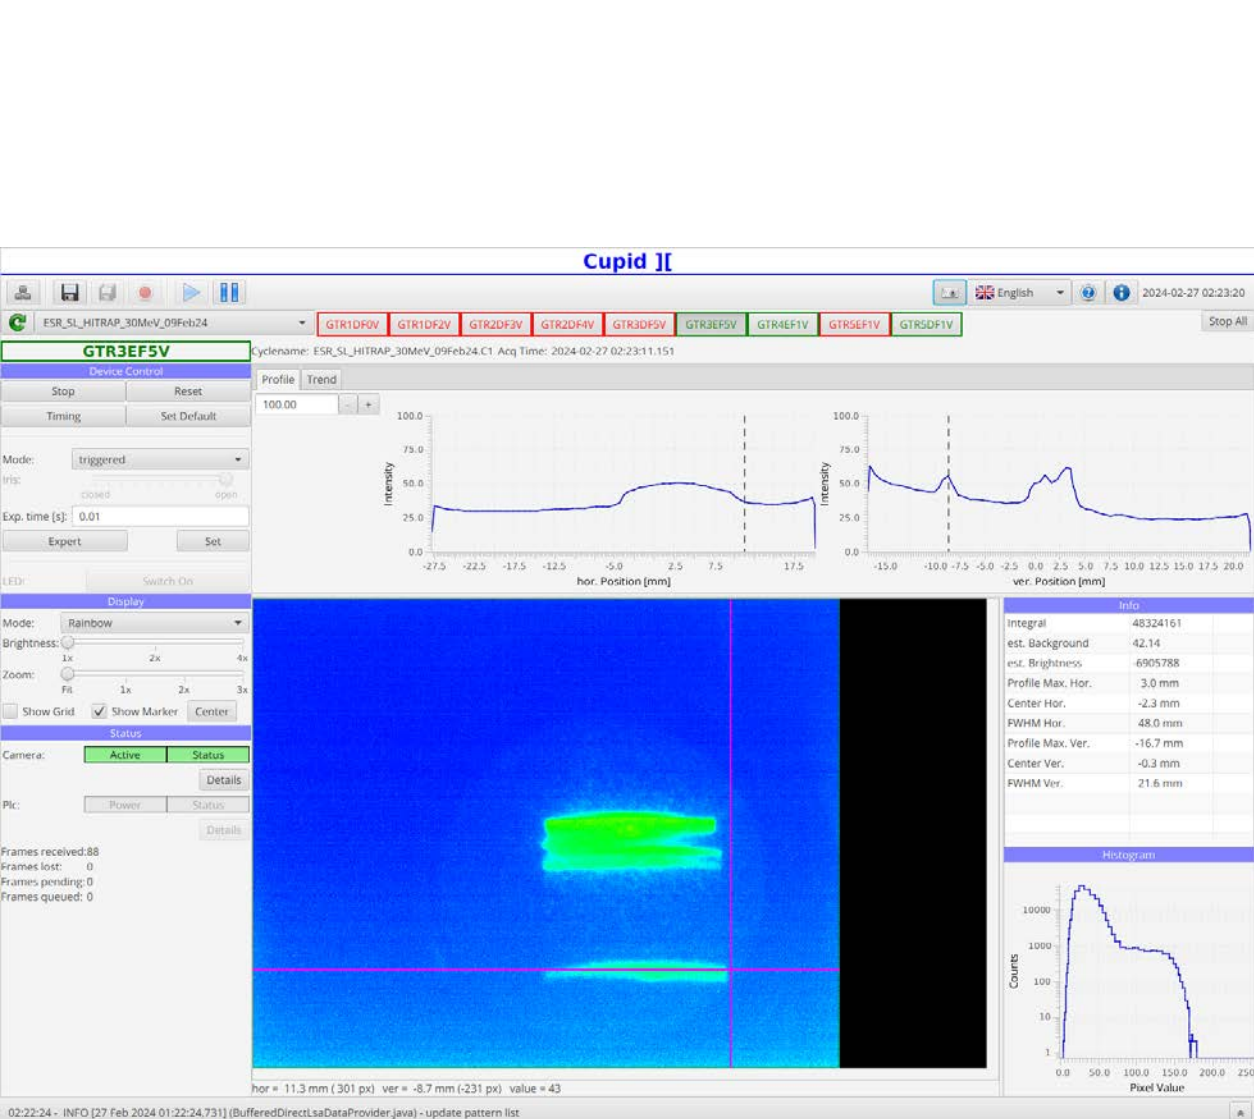 Cupid ][
English 2024-02-27 02:23:20
ESR_SL_HITRAP_30MeV_09Feb24 GTR1DF0V GTR1DF2V GTR2DF3V GTR2DF4V GTR3DF5V GTR3EF5V GTR4EF1V GTR5EF1V GTR5DF1V Stop All
GTR3EF5V Cyclename: ESR_SL_HITRAP_30MeV_09Feb24.C1 Acq Time: 2024-02-27 02:23:11.151
Device Control
Stop Reset
Timing Set Default
Mode: triggered
Iris:
closed open
Exp. time [s]: 0.01
Expert Set
LED: Switch On
Display
Mode: Rainbow
Brightness:
1x 2x 4x
Zoom:
Fit 1x 2x 3x
Show Grid Show Marker Center
Status
Camera: Active Status
Details
Plc: Power Status
Details
Frames received:88
Frames lost: 0
Frames pending: 0
Frames queued: 0
Profile Trend
100.00 - +
100.0
75.0
50.0
25.0
0.0
Intensity
-27.5 -22.5 -17.5 -12.5 -5.0 2.5 7.5 17.5
hor. Position [mm]
100.0
75.0
50.0
25.0
0.0
Intensity
-15.0 -10.0 -7.5 -5.0 -2.5 0.0 2.5 5.0 7.5 10.0 12.5 15.0 17.5 20.0
ver. Position [mm]
Info
Integral 48324161
est. Background 42.14
est. Brightness -6905788
Profile Max. Hor. 3.0 mm
Center Hor. -2.3 mm
FWHM Hor. 48.0 mm
Profile Max. Ver. -16.7 mm
Center Ver. -0.3 mm
FWHM Ver. 21.6 mm
Histogram
10000
1000
100
10
1
Counts
0.0 50.0 100.0 150.0 200.0 250
Pixel Value
hor = 11.3 mm ( 301 px) ver = -8.7 mm (-231 px) value = 43
02:22:24 - INFO [27 Feb 2024 01:22:24,731] (BufferedDirectLsaDataProvider.java) - update pattern list